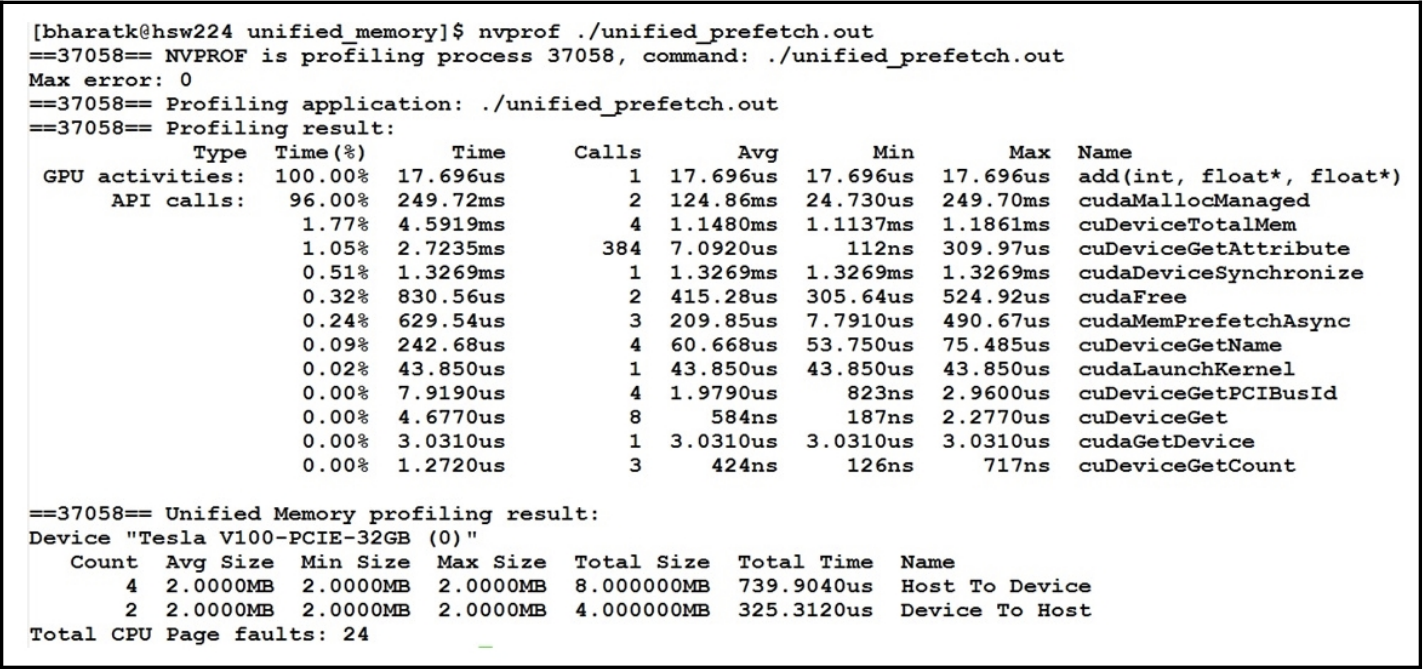 [bharatk@hsw224 unified_memory]$ nvprof ./unified_prefetch.out
==37058== NVPROF is profiling process 37058, command: ./unified_prefetch.out
Max error: 0
==37058== Profiling application: ./unified_prefetch.out
==37058== Profiling result:
Type Time(%) Time Calls Avg Min Max Name
GPU activities: 100.00% 17.696us 1 17.696us 17.696us 17.696us add(int, float*, float*)
API calls: 96.00% 249.72ms 2 124.86ms 24.730us 249.70ms cudaMallocManaged
1.77% 4.5919ms 4 1.1480ms 1.1137ms 1.1861ms cuDeviceTotalMem
1.05% 2.7235ms 384 7.0920us 112ns 309.97us cuDeviceGetAttribute
0.51% 1.3269ms 1 1.3269ms 1.3269ms 1.3269ms cudaDeviceSynchronize
0.32% 830.56us 2 415.28us 305.64us 524.92us cudaFree
0.24% 629.54us 3 209.85us 7.7910us 490.67us cudaMemPrefetchAsync
0.09% 242.68us 4 60.668us 53.750us 75.485us cuDeviceGetName
0.02% 43.850us 1 43.850us 43.850us 43.850us cudaLaunchKernel
0.00% 7.9190us 4 1.9790us 823ns 2.9600us cuDeviceGetPCIBusId
0.00% 4.6770us 8 584ns 187ns 2.2770us cuDeviceGet
0.00% 3.0310us 1 3.0310us 3.0310us 3.0310us cudaGetDevice
0.00% 1.2720us 3 424ns 126ns 717ns cuDeviceGetCount
==37058== Unified Memory profiling result:
Device "Tesla V100-PCIE-32GB (0)"
Count Avg Size Min Size Max Size Total Size Total Time Name
4 2.0000MB 2.0000MB 2.0000MB 8.000000MB 739.9040us Host To Device
2 2.0000MB 2.0000MB 2.0000MB 4.000000MB 325.3120us Device To Host
Total CPU Page faults: 24